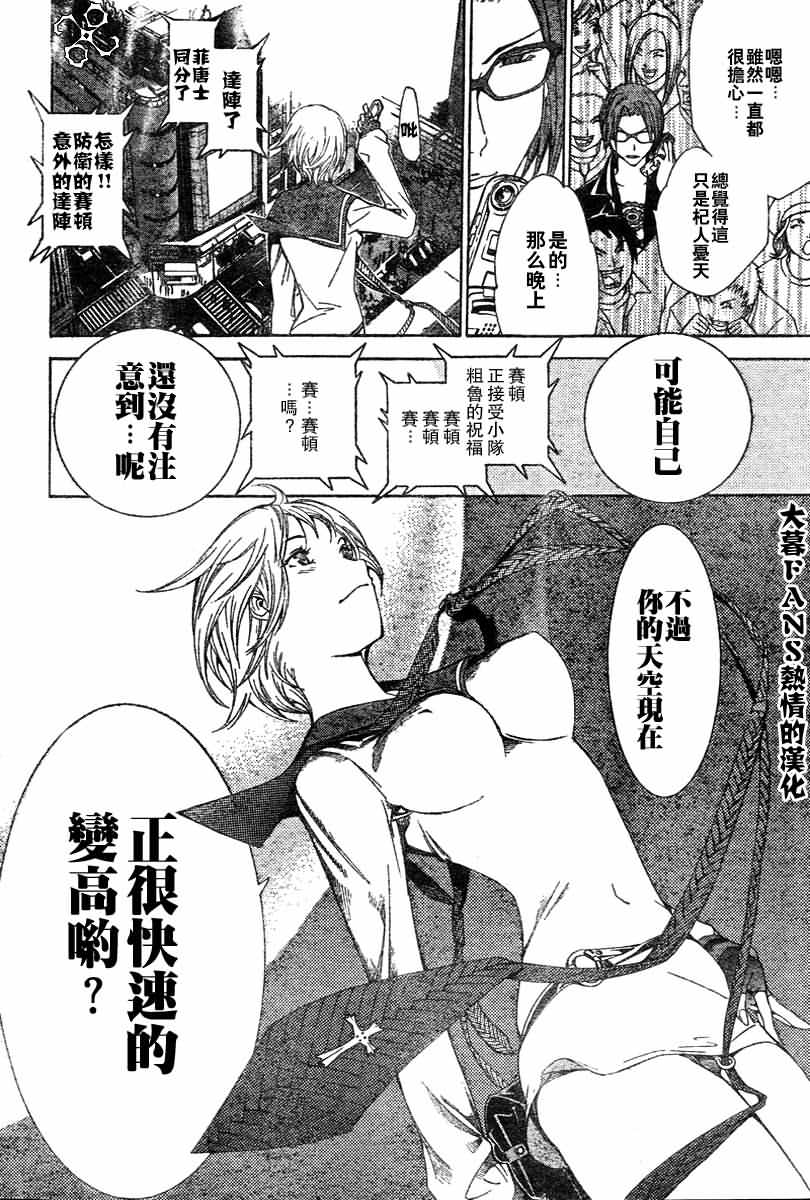 嗯嗯…
雖然一直都
很擔心…
總覺得這
只是杞人憂天
是的…
那么晚上
吡
達陣了
菲唐士
同分了
怎樣!!
防衛的賽頓
意外的達陣
可能自己
賽頓
正接受小隊
粗魯的祝福
賽頓
賽頓
賽…
賽…賽頓
…嗎？
還沒有注
意到…呢
不過
你的天空現在
正很快速的
變高喲？
大暮FANS熱情的漢化